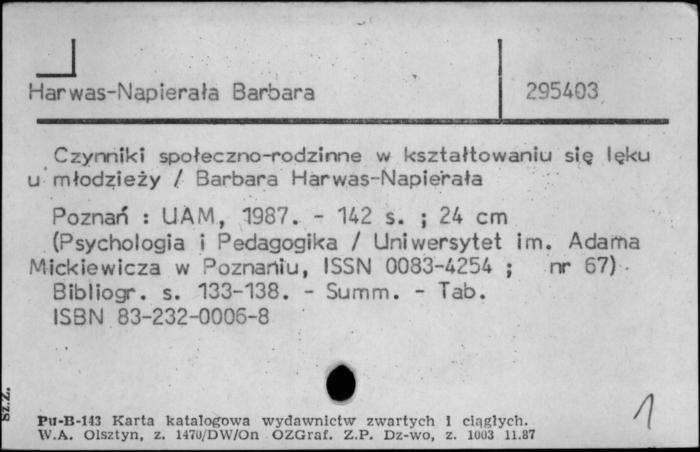 Harwas-Napierała Barbara 295403
Czynniki społeczno-rodzinne w kształtowaniu się lęku
u młodzieży / Barbara Harwas-Napierała
Poznań : UAM, 1987. - 142 s. ; 24 cm
(Psychologia i Pedagogika / Uniwersytet im. Adama
Mickiewicza w Poznaniu, ISSN 0083-4254 ; nr 67)
Bibliogr. s. 133-138. - Summ. - Tab.
ISBN 83-232-0006-8
Sz.Z.
Pu-B-143 Karta katalogowa wydawnictw zwartych i ciągłych.
W.A. Olsztyn, z. 1470/DW/On OZGraf. Z.P. Dz-wo, z. 1003 11.87
1